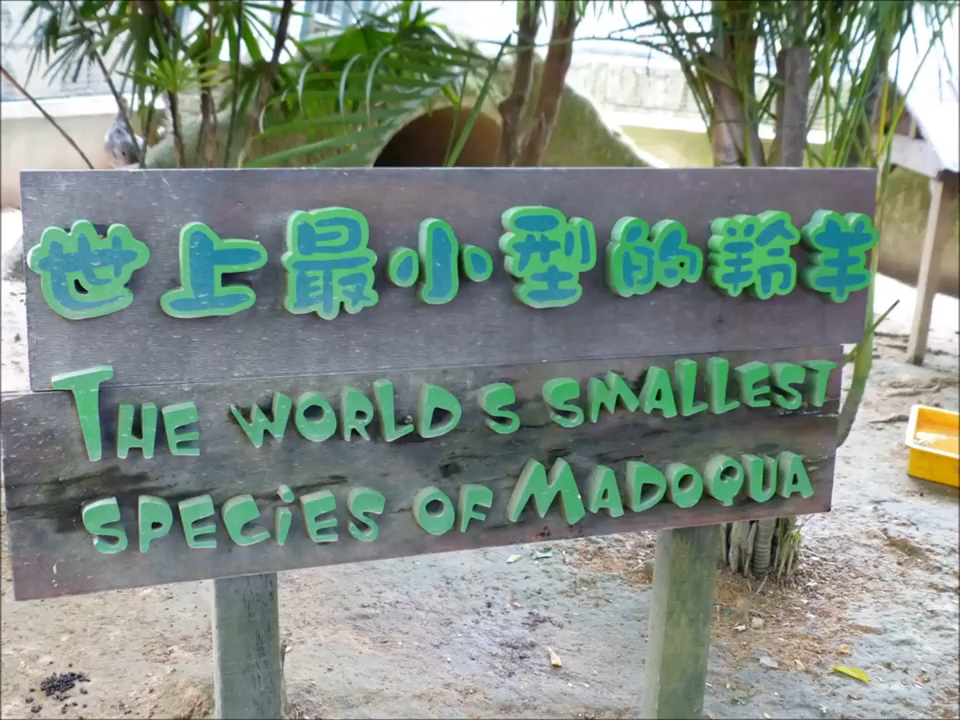 世上最小型的羚羊
THE WORLD S SMALLEST
SPECiES OF MADOQUA